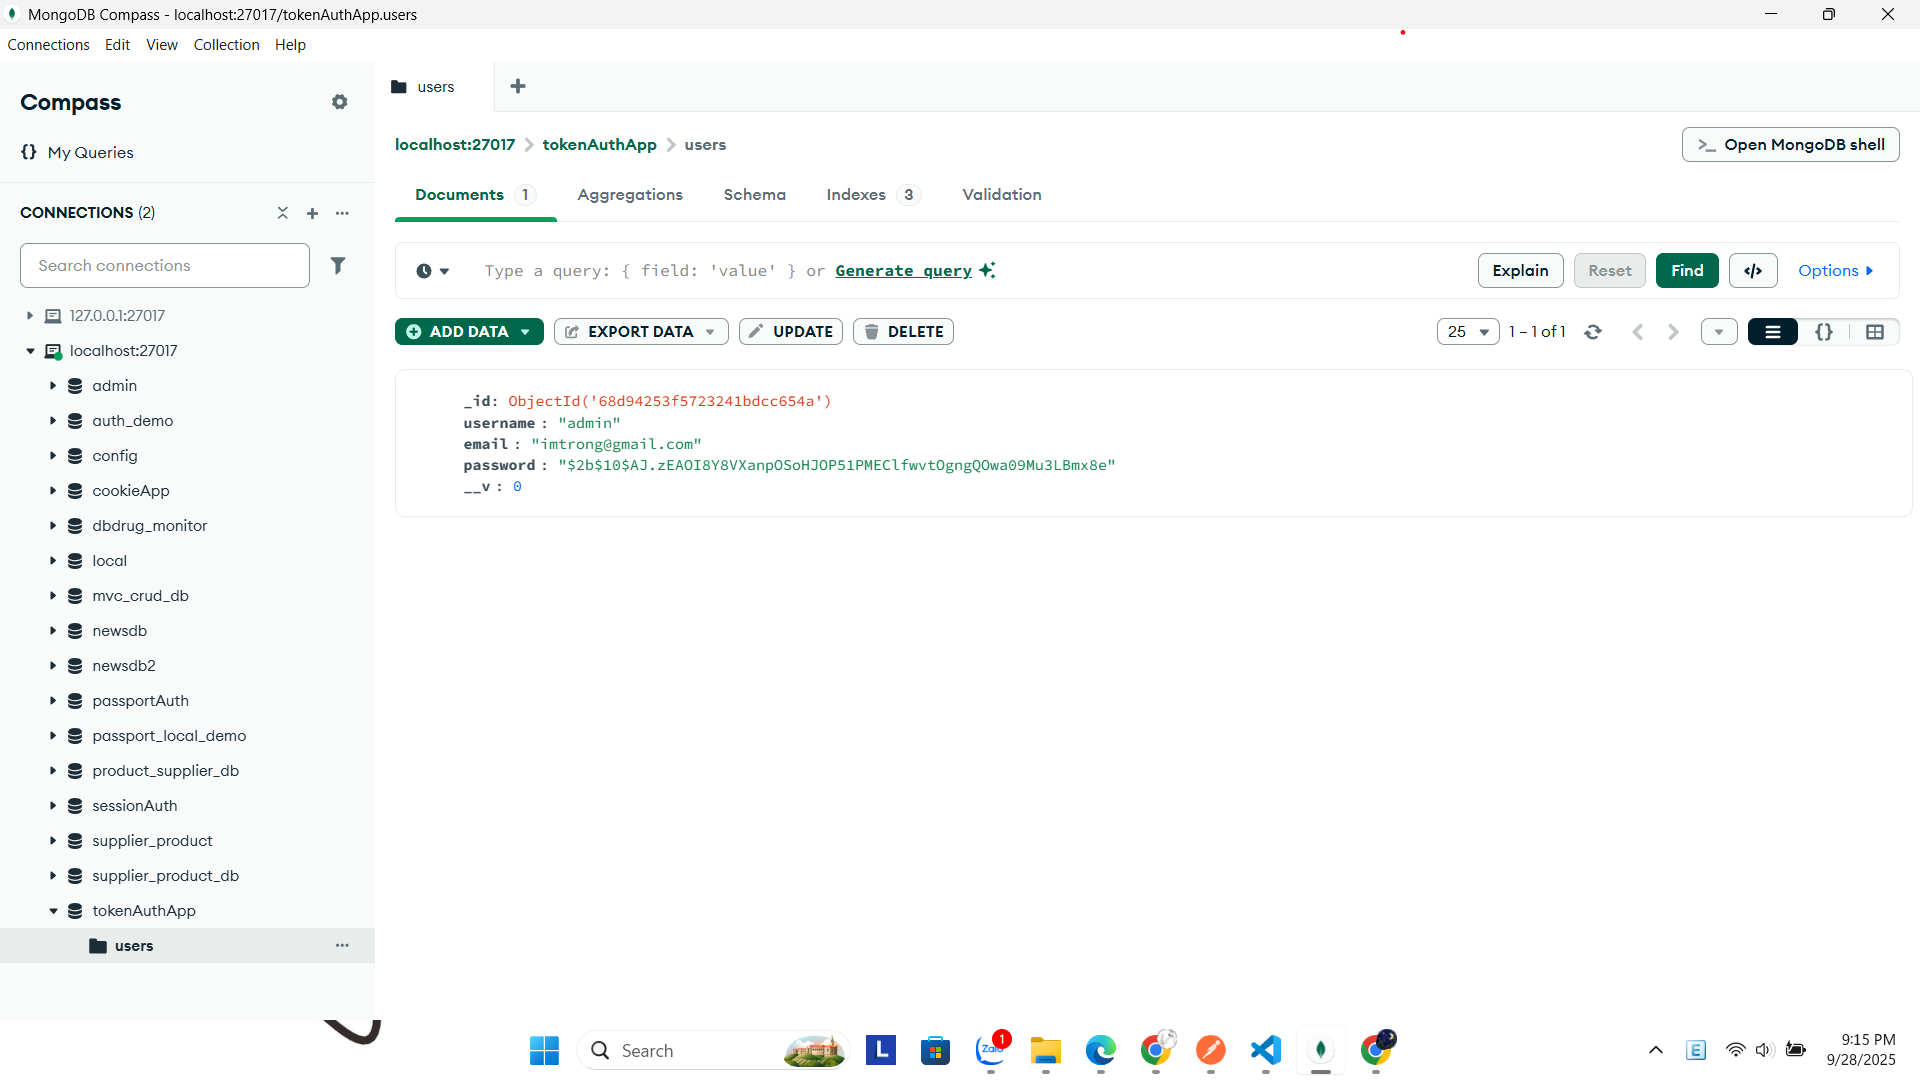 MongoDB Compass - localhost:27017/tokenAuthApp.users
Connections Edit View Collection Help
Compass
{} My Queries
CONNECTIONS (2)
Search connections
127.0.0.1:27017
localhost:27017
admin
auth_demo
config
cookieApp
dbdrug_monitor
local
mvc_crud_db
newsdb
newsdb2
passportAuth
passport_local_demo
product_supplier_db
sessionAuth
supplier_product
supplier_product_db
tokenAuthApp
users
users
localhost:27017 > tokenAuthApp > users
>_ Open MongoDB shell
Documents 1 Aggregations Schema Indexes 3 Validation
Type a query: { field: 'value' } or Generate query
Explain Reset Find </> Options
ADD DATA EXPORT DATA UPDATE DELETE
25 1 – 1 of 1 {}
_id: ObjectId('68d94253f5723241bdcc654a')
username : "admin"
email : "imtrong@gmail.com"
password : "$2b$10$AJ.zEAOI8Y8VXanpOSoHJOP51PMEClfwvtOgngQOwa09Mu3LBmx8e"
__v : 0
Search
L
Zalo
1
E
9:15 PM
9/28/2025